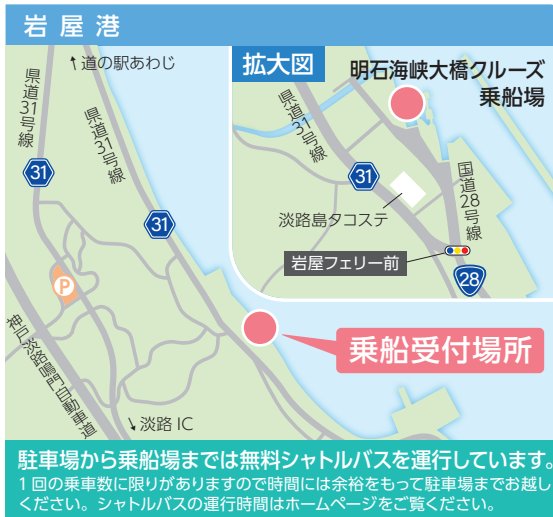 岩屋港
↑道の駅あわじ
県道31号線
県道31号線
31
31
P
神戸淡路鳴門自動車道
↘淡路IC
乗船受付場所
拡大図
明石海峡大橋クルーズ
乗船場
県道31号線
31
国道28号線
淡路島タコステ
岩屋フェリー前
28
駐車場から乗船場までは無料シャトルバスを運行しています。
1回の乗車数に限りがありますので時間には余裕をもって駐車場までお越し
ください。シャトルバスの運行時間はホームページをご覧ください。